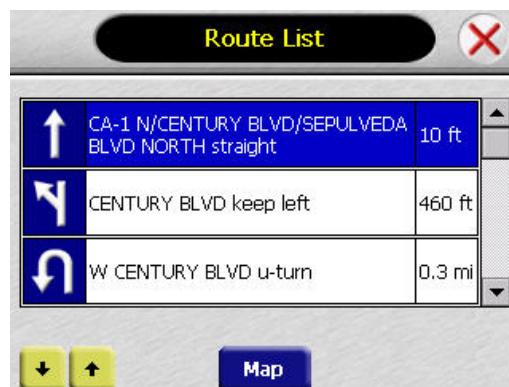 Route List
CA-1 N/CENTURY BLVD/SEPULVEDA
BLVD NORTH straight
10 ft
CENTURY BLVD keep left
460 ft
W CENTURY BLVD u-turn
0.3 mi
Map